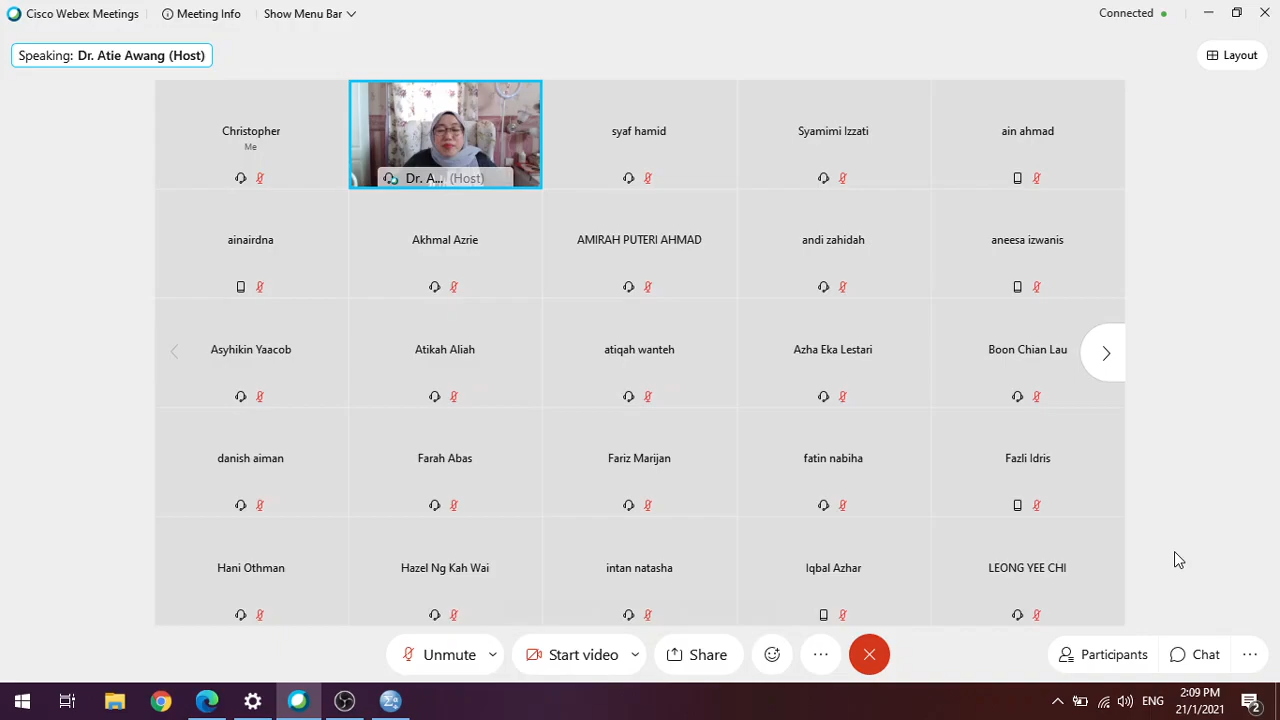 Cisco Webex Meetings
Meeting Info
Show Menu Bar
Connected
Speaking: Dr. Atie Awang (Host)
Layout
Christopher
Me
Dr. A... (Host)
syaf hamid
Syamimi Izzati
ain ahmad
ainairdna
Akhmal Azrie
AMIRAH PUTERI AHMAD
andi zahidah
aneesa izwanis
Asyhikin Yaacob
Atikah Aliah
atiqah wanteh
Azha Eka Lestari
Boon Chian Lau
danish aiman
Farah Abas
Fariz Marijan
fatin nabiha
Fazli Idris
Hani Othman
Hazel Ng Kah Wai
intan natasha
Iqbal Azhar
LEONG YEE CHI
Unmute
Start video
Share
Participants
Chat
ENG
2:09 PM
21/1/2021
2